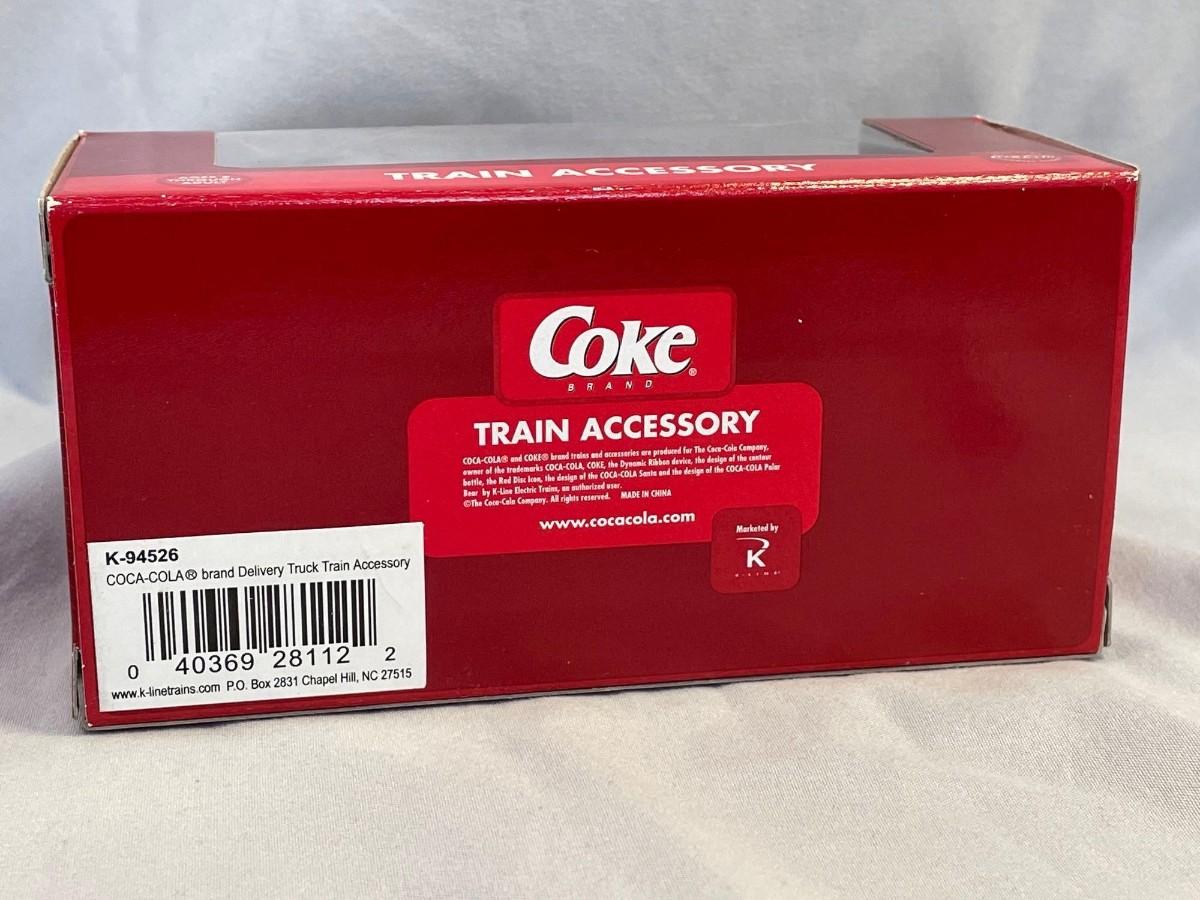 AGES 8
THROUGH
ADULT
TRAIN ACCESSORY
Coke®
BRAND
TRAIN ACCESSORY
COCA-COLA® and COKE® brand trains and accessories are produced for The Coca-Cola Company,
owner of the trademarks COCA-COLA, COKE, the Dynamic Ribbon device, the design of the contour
bottle, the Red Disc Icon, the design of the COCA-COLA Santa and the design of the COCA-COLA Polar
Bear by K-Line Electric Trains, an authorized user.
©The Coca-Cola Company. All rights reserved. MADE IN CHINA
www.cocacola.com
Marketed by
K
K-LINE
K-94526
COCA-COLA® brand Delivery Truck Train Accessory
0 40369 28112 2
www.k-linetrains.com P.O. Box 2831 Chapel Hill, NC 27515